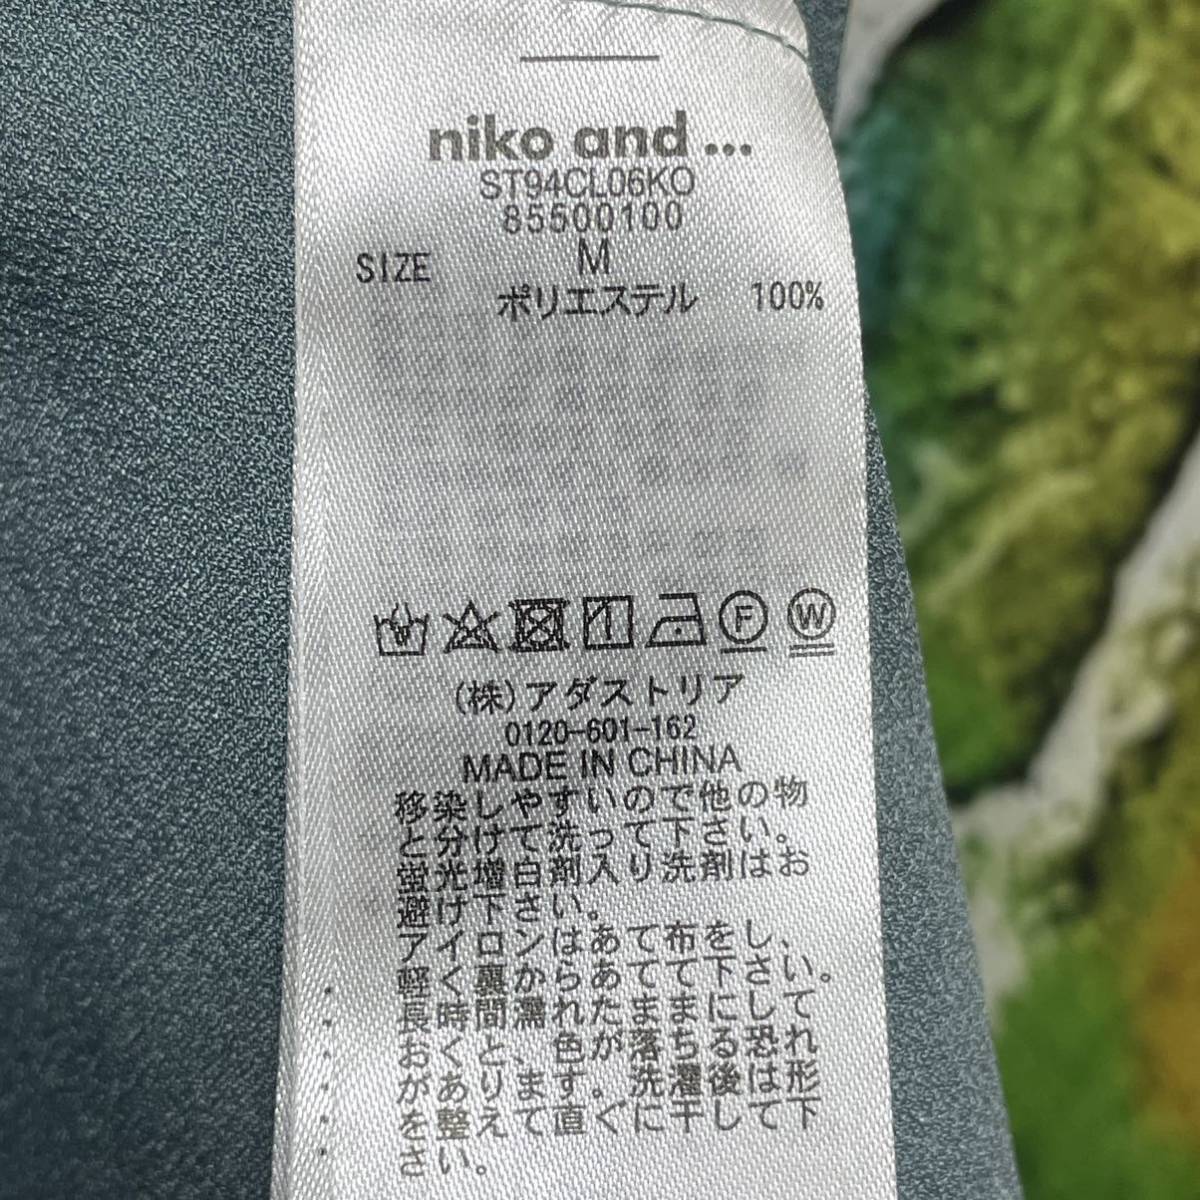 niko and ...
ST94CL06KO
85500100
SIZE M
ポリエステル 100%
F W
(株)アダストリア
0120-601-162
MADE IN CHINA
移染しやすいので他の物
と分けて洗って下さい。
蛍光増白剤入り洗剤はお
避け下さい。
アイロンはあて布をし、
軽く裏からあてて下さい。
長時間濡れたままにして
おくと、色が落ちる恐れ
があります。洗濯後は形
を整えて直ぐに干して下
さい。